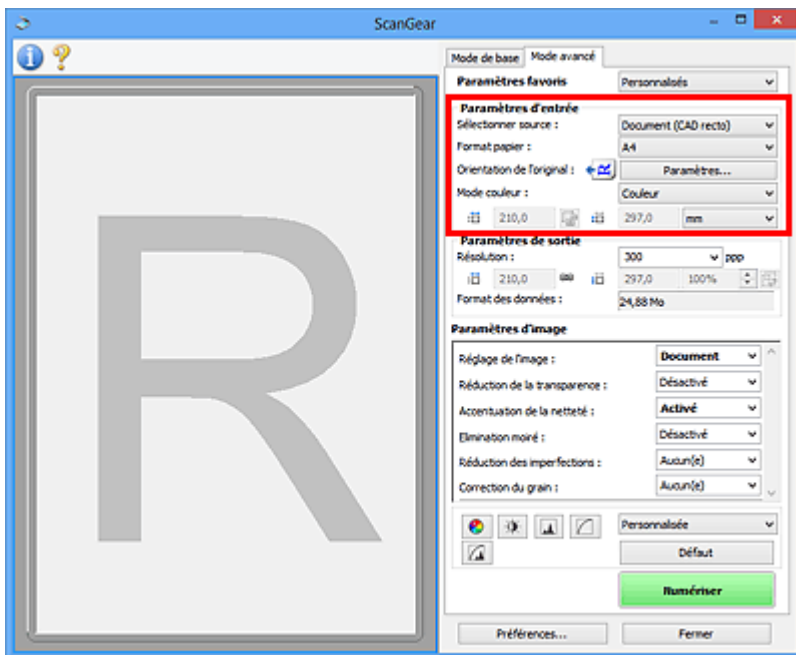 ScanGear
Mode de base Mode avancé
Paramètres favoris Personnalisés
Paramètres d'entrée
Sélectionner source : Document (CAD recto)
Format papier : A4
Orientation de l'original : Paramètres...
Mode couleur : Couleur
210,0 297,0 mm
Paramètres de sortie
Résolution : 300 ppp
210,0 297,0 100%
Format des données : 24,88 Mo
Paramètres d'image
Réglage de l'image : Document
Réduction de la transparence : Désactivé
Accentuation de la netteté : Activé
Elimination moiré : Désactivé
Réduction des imperfections : Aucun(e)
Correction du grain : Aucun(e)
Personnalisée
Défaut
Numériser
Préférences... Fermer
R